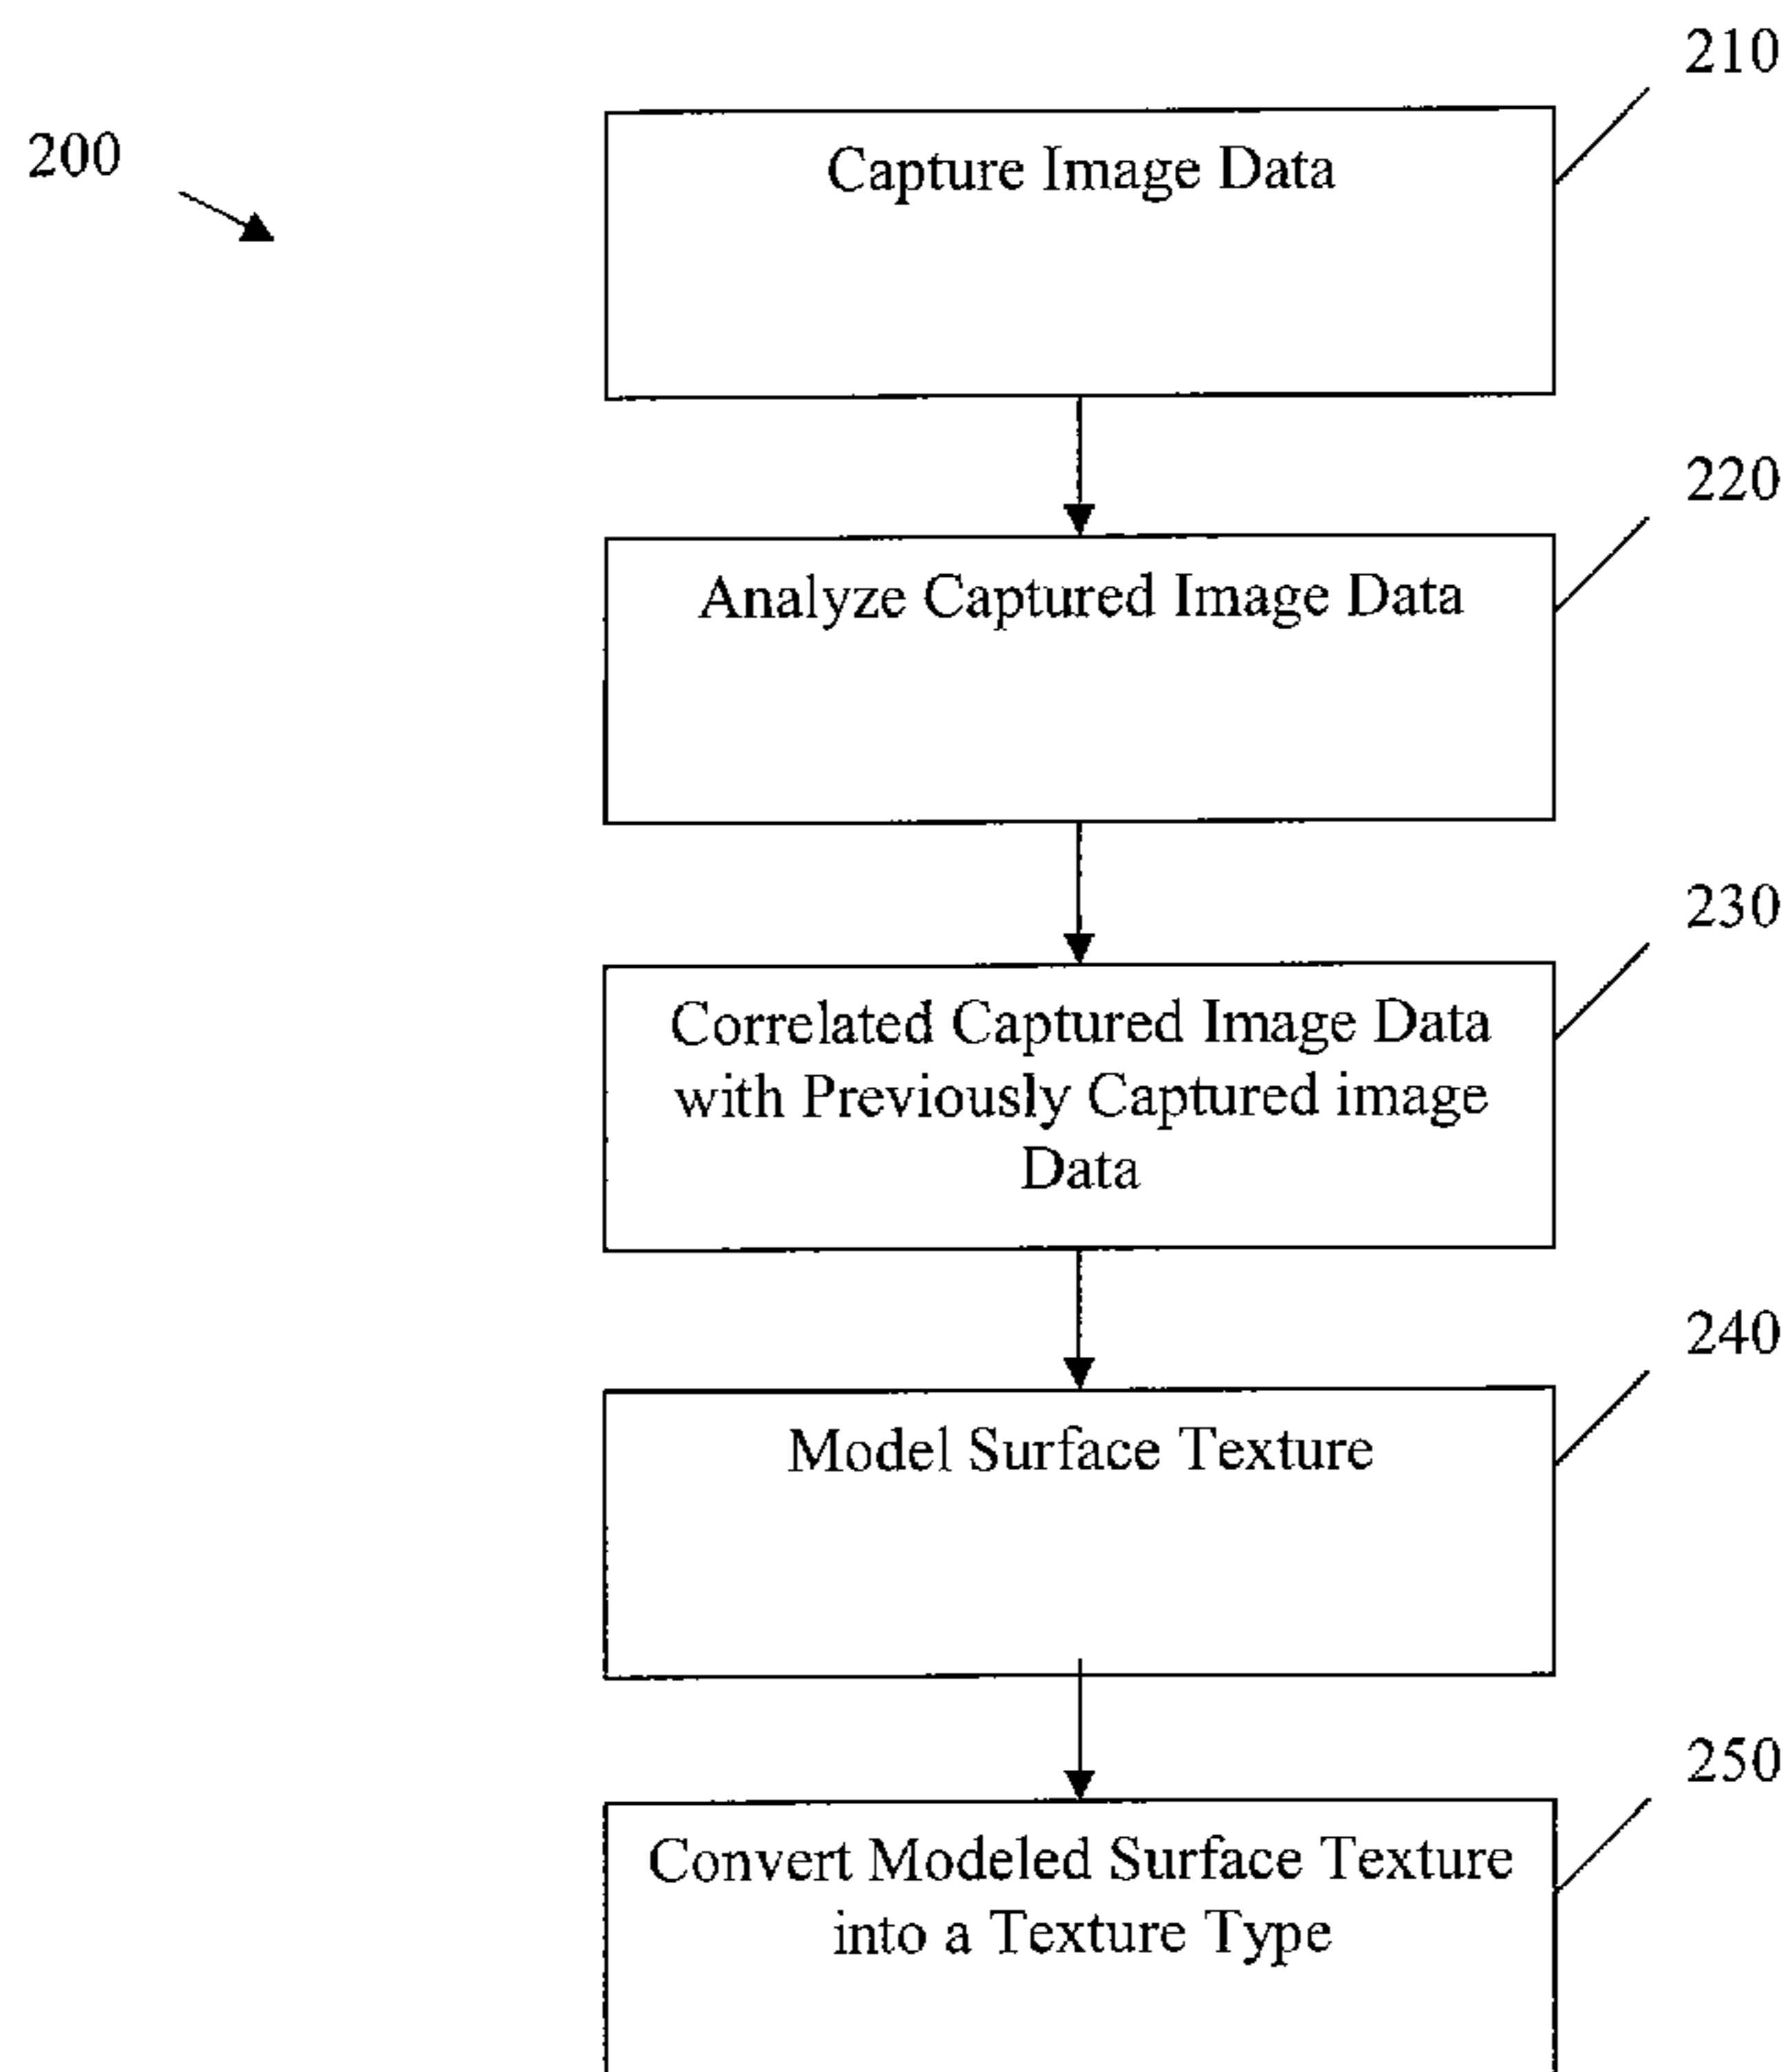 210
200
Capture Image Data
220
Analyze Captured Image Data
230
Correlated Captured Image Data
with Previously Captured image
Data
240
Model Surface Texture
250
Convert Modeled Surface Texture
into a Texture Type